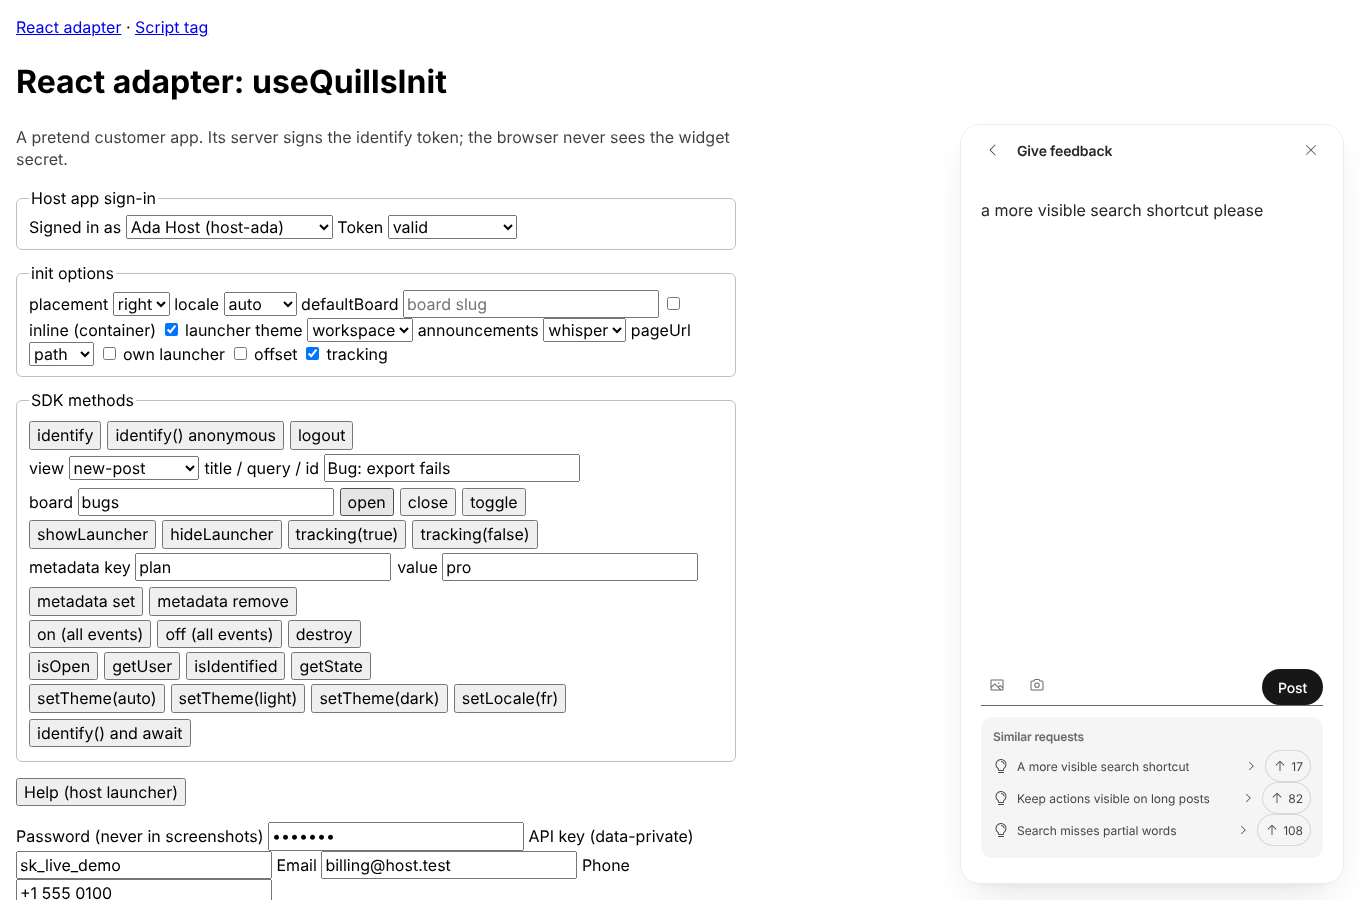 React adapter · Script tag
React adapter: useQuillsInit
A pretend customer app. Its server signs the identify token; the browser never sees the widget
secret.
Host app sign-in
Signed in as Ada Host (host-ada) Token valid
init options
placement right locale auto defaultBoard board slug
inline (container) launcher theme workspace announcements whisper pageUrl
path own launcher offset tracking
SDK methods
identify identify() anonymous logout
view new-post title / query / id Bug: export fails
board bugs open close toggle
showLauncher hideLauncher tracking(true) tracking(false)
metadata key plan value pro
metadata set metadata remove
on (all events) off (all events) destroy
isOpen getUser isIdentified getState
setTheme(auto) setTheme(light) setTheme(dark) setLocale(fr)
identify() and await
Help (host launcher)
Password (never in screenshots) ••••••• API key (data-private)
sk_live_demo Email billing@host.test Phone
+1 555 0100
Give feedback
a more visible search shortcut please
Post
Similar requests
A more visible search shortcut 17
Keep actions visible on long posts 82
Search misses partial words 108